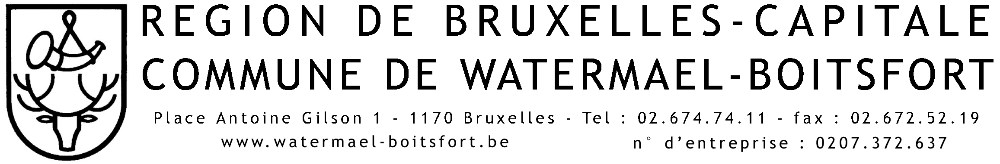 REGION DE BRUXELLES-CAPITALE
COMMUNE DE WATERMAEL-BOITSFORT
Place Antoine Gilson 1 - 1170 Bruxelles - Tel : 02.674.74.11 - fax : 02.672.52.19
www.watermael-boitsfort.be n° d’entreprise : 0207.372.637